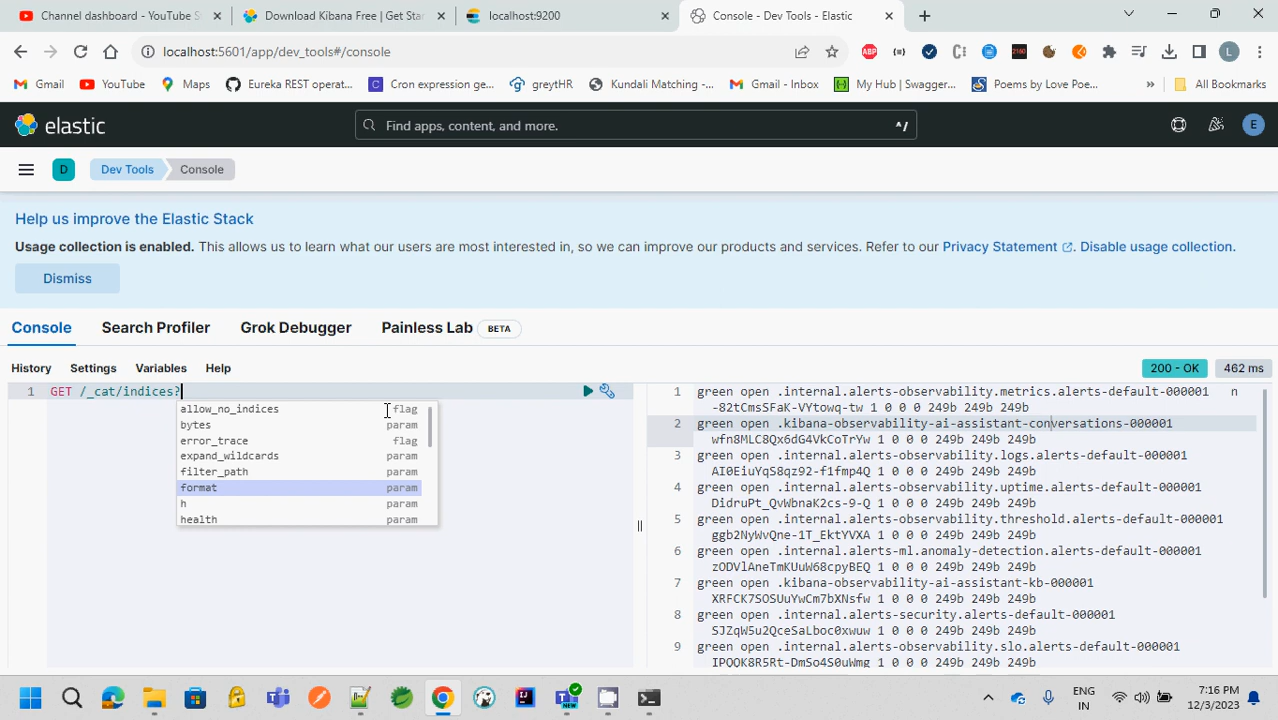 Channel dashboard - YouTube S
Download Kibana Free | Get Star
localhost:9200
Console - Dev Tools - Elastic
localhost:5601/app/dev_tools#/console
Gmail
YouTube
Maps
Eureka REST operat...
Cron expression ge...
greytHR
Kundali Matching -...
Gmail - Inbox
My Hub | Swagger...
Poems by Love Poe...
All Bookmarks
elastic
Find apps, content, and more.
^/
E
D
Dev Tools
Console
Help us improve the Elastic Stack
Usage collection is enabled. This allows us to learn what our users are most interested in, so we can improve our products and services. Refer to our Privacy Statement. Disable usage collection.
Dismiss
Console
Search Profiler
Grok Debugger
Painless Lab
BETA
History
Settings
Variables
Help
200 - OK
462 ms
1 GET /_cat/indices?
allow_no_indices flag
bytes param
error_trace flag
expand_wildcards param
filter_path param
format param
h param
health param
1 green open .internal.alerts-observability.metrics.alerts-default-000001 n
-82tCmsSFaK-VYtowq-tw 1 0 0 0 249b 249b 249b
2 green open .kibana-observability-ai-assistant-conversations-000001
wfn8MLC8Qx6dG4VkCoTrYw 1 0 0 0 249b 249b 249b
3 green open .internal.alerts-observability.logs.alerts-default-000001
AI0EiuYqS8qz92-f1fmp4Q 1 0 0 0 249b 249b 249b
4 green open .internal.alerts-observability.uptime.alerts-default-000001
DidruPt_QvWbnaK2cs-9-Q 1 0 0 0 249b 249b 249b
5 green open .internal.alerts-observability.threshold.alerts-default-000001
ggb2NyWvQne-1T_EktYVXA 1 0 0 0 249b 249b 249b
6 green open .internal.alerts-ml.anomaly-detection.alerts-default-000001
zODVlAneTmKUuW68cpyBEQ 1 0 0 0 249b 249b 249b
7 green open .kibana-observability-ai-assistant-kb-000001
XRFCK7SOSUuYwCm7bXNsfw 1 0 0 0 249b 249b 249b
8 green open .internal.alerts-security.alerts-default-000001
SJZqW5u2QceSaLboc0xwuw 1 0 0 0 249b 249b 249b
9 green open .internal.alerts-observability.slo.alerts-default-000001
IPQQK8R5Rt-DmSo4S0uWmg 1 0 0 0 249b 249b 249b
ENG
IN
7:16 PM
12/3/2023